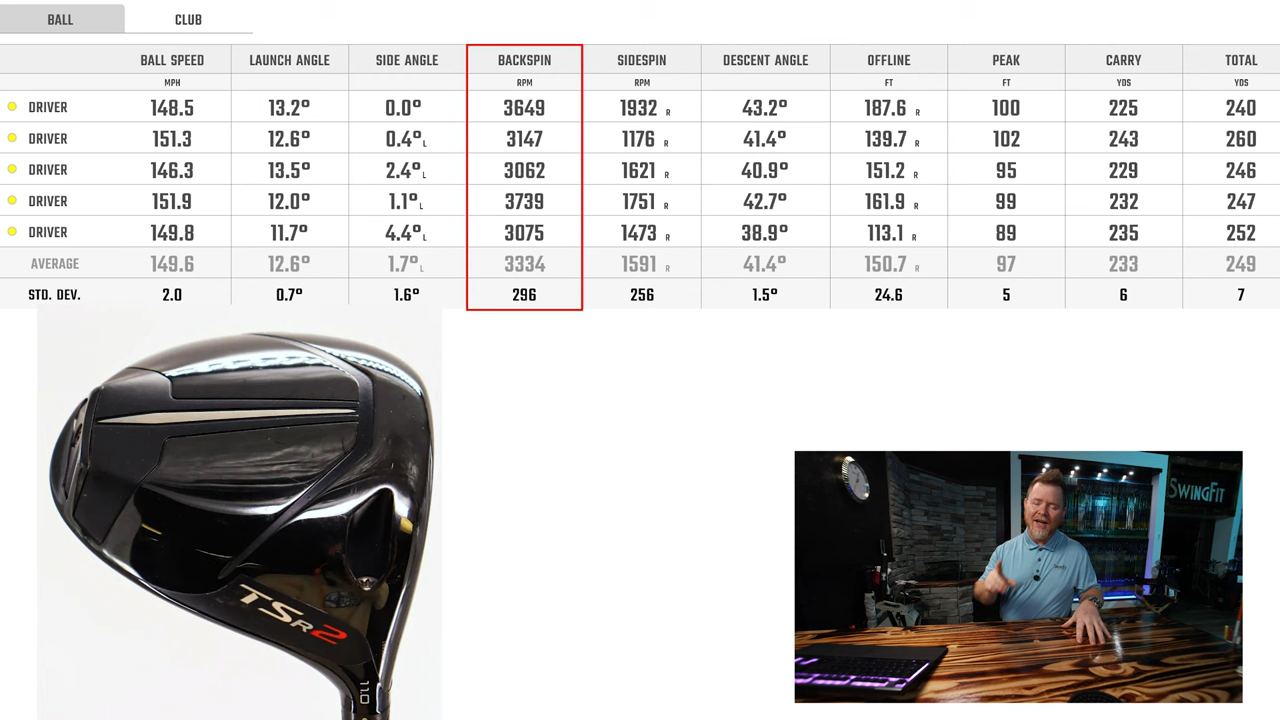 BALL CLUB
BALL SPEED LAUNCH ANGLE SIDE ANGLE BACKSPIN SIDESPIN DESCENT ANGLE OFFLINE PEAK CARRY TOTAL
MPH RPM RPM FT FT YDS YDS
DRIVER 148.5 13.2° 0.0° 3649 1932 R 43.2° 187.6 R 100 225 240
DRIVER 151.3 12.6° 0.4° L 3147 1176 R 41.4° 139.7 R 102 243 260
DRIVER 146.3 13.5° 2.4° L 3062 1621 R 40.9° 151.2 R 95 229 246
DRIVER 151.9 12.0° 1.1° L 3739 1751 R 42.7° 161.9 R 99 232 247
DRIVER 149.8 11.7° 4.4° L 3075 1473 R 38.9° 113.1 R 89 235 252
AVERAGE 149.6 12.6° 1.7° L 3334 1591 R 41.4° 150.7 R 97 233 249
STD. DEV. 2.0 0.7° 1.6° 296 256 1.5° 24.6 5 6 7
TSR2
11.0
SWINGFIT